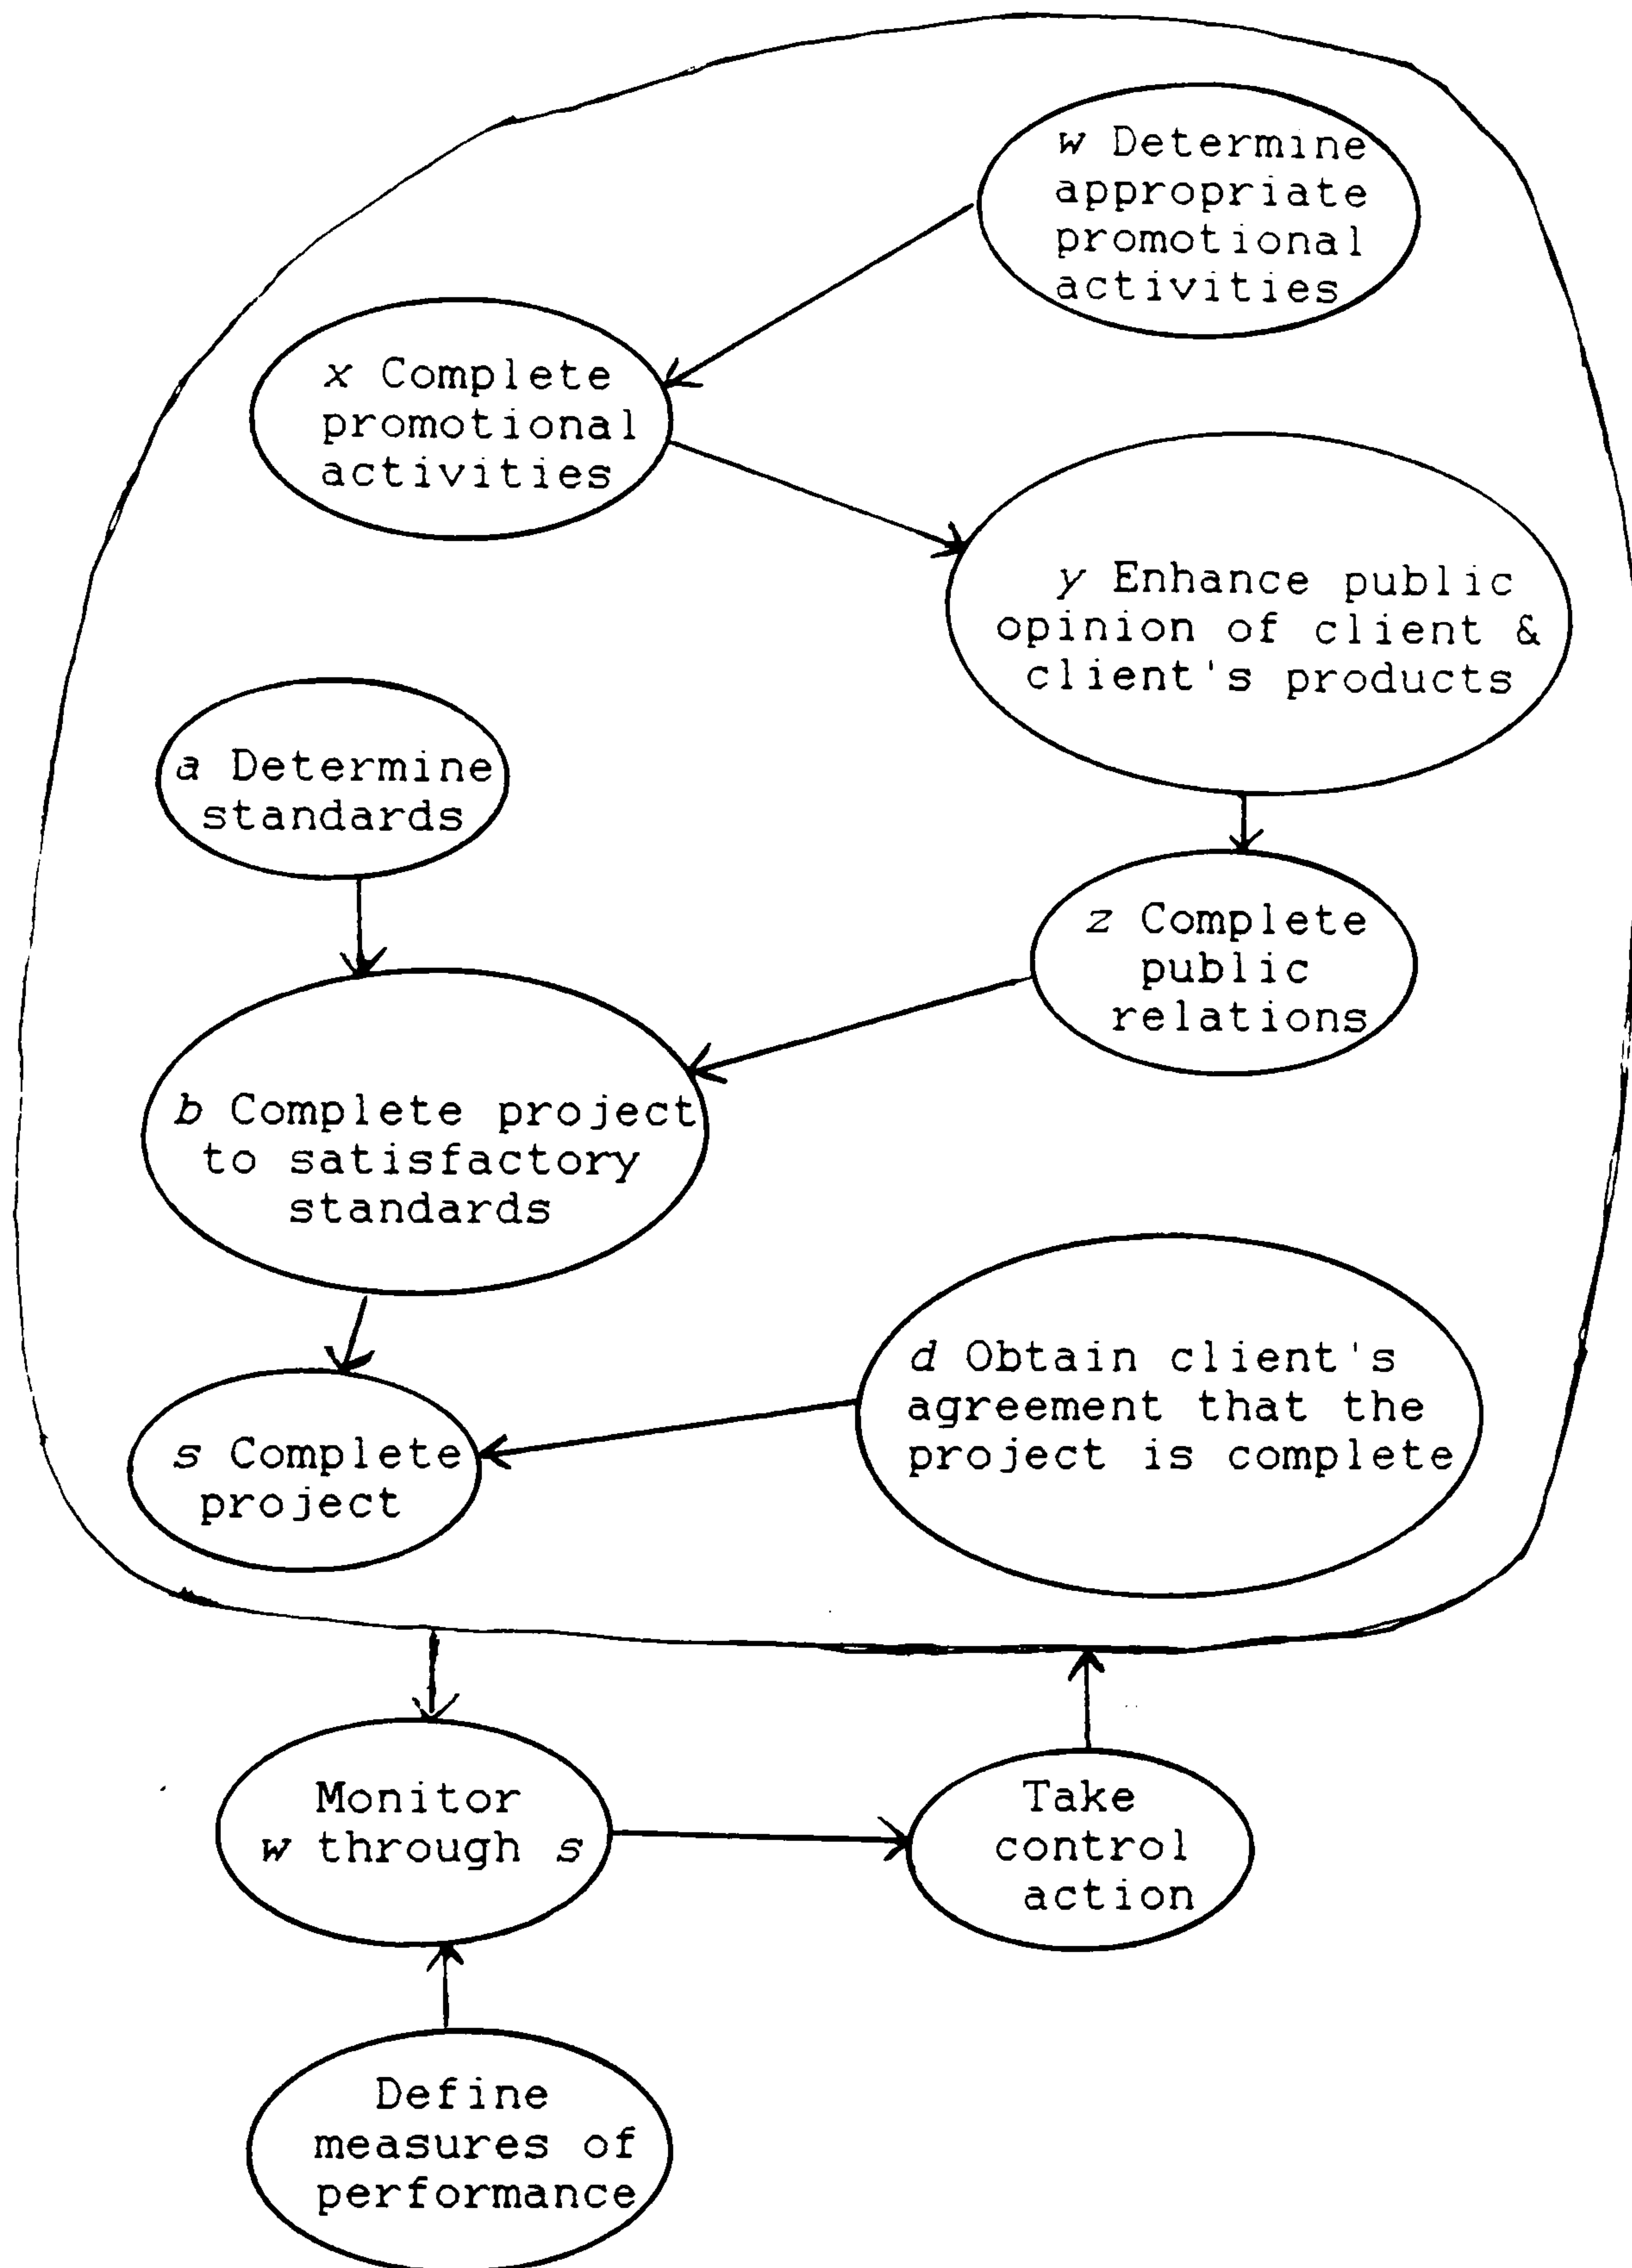 w Determine
appropriate
promotional
activities
x Complete
promotional
activities
y Enhance public
opinion of client &
client's products
a Determine
standards
z Complete
public
relations
b Complete project
to satisfactory
standards
d Obtain client's
agreement that the
project is complete
s Complete
project
Monitor
w through s
Take
control
action
Define
measures of
performance